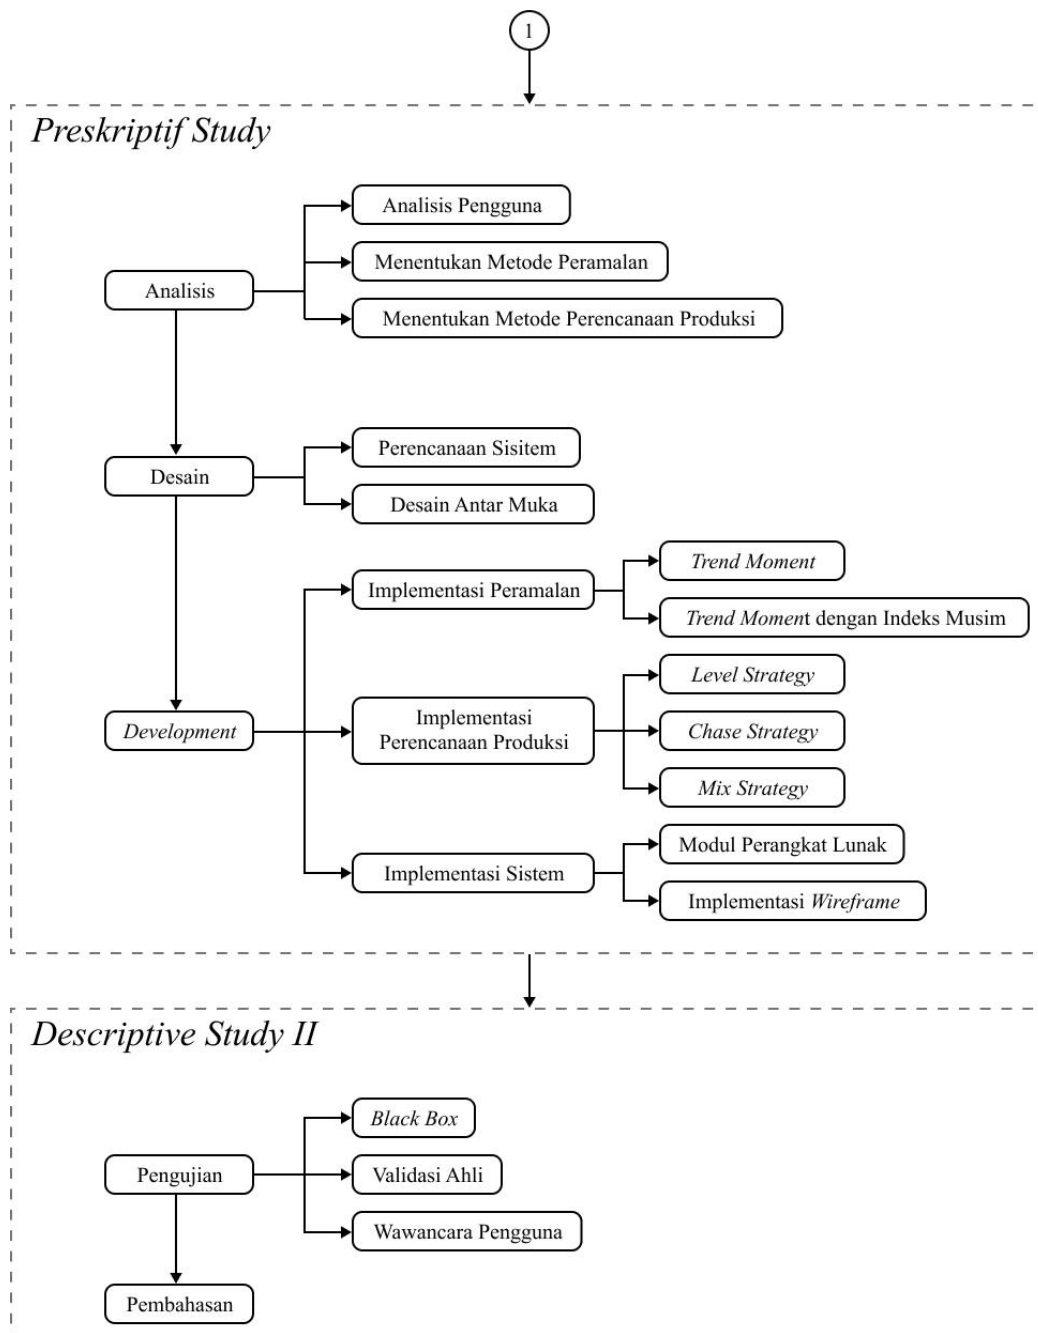 1
Preskriptif Study
Analisis Pengguna
Menentukan Metode Peramalan
Analisis
Menentukan Metode Perencanaan Produksi
Perencanaan Sisitem
Desain
Desain Antar Muka
Trend Moment
Implementasi Peramalan
Trend Moment dengan Indeks Musim
Level Strategy
Development
Implementasi
Perencanaan Produksi
Chase Strategy
Mix Strategy
Modul Perangkat Lunak
Implementasi Sistem
Implementasi Wireframe
Descriptive Study II
Black Box
Pengujian
Validasi Ahli
Wawancara Pengguna
Pembahasan